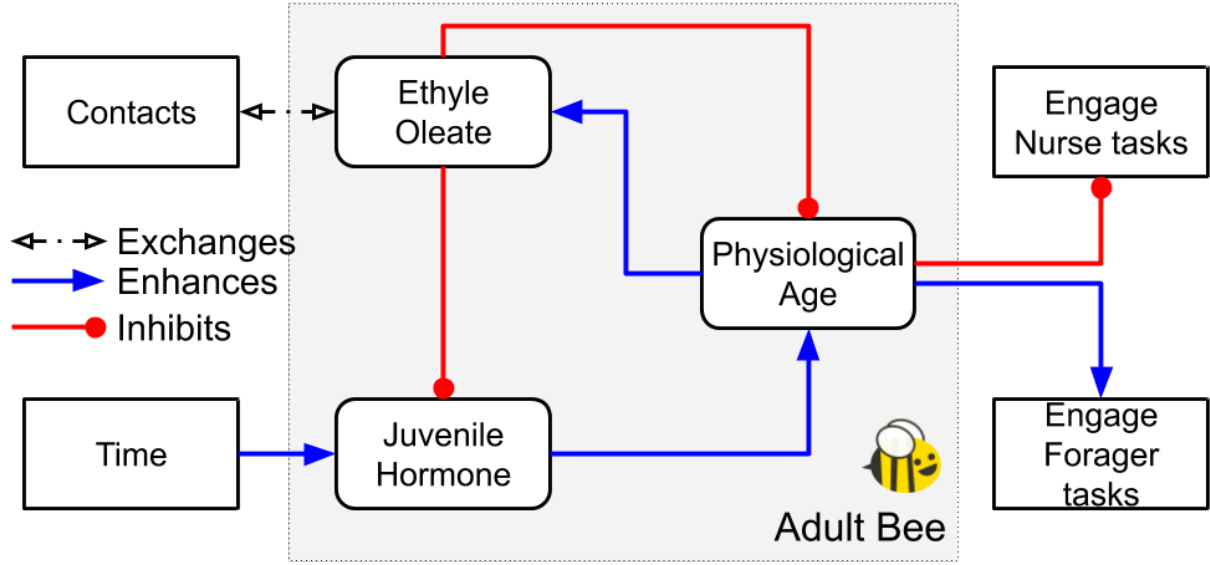 Contacts
Ethyle
Oleate
Engage
Nurse tasks
Exchanges
Enhances
Inhibits
Physiological
Age
Time
Juvenile
Hormone
Engage
Forager
tasks
Adult Bee